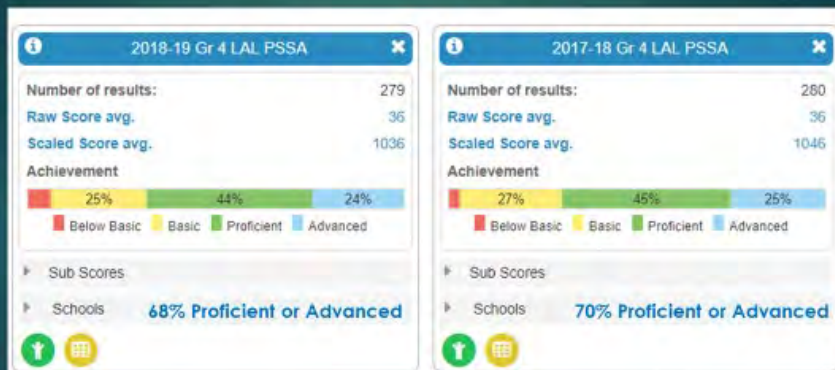 2018-19 Gr 4 LAL PSSA
Number of results: 279
Raw Score avg. 36
Scaled Score avg. 1036
Achievement
25% 44% 24%
Below Basic Basic Proficient Advanced
Sub Scores
Schools 68% Proficient or Advanced
2017-18 Gr 4 LAL PSSA
Number of results: 280
Raw Score avg. 36
Scaled Score avg. 1046
Achievement
27% 45% 25%
Below Basic Basic Proficient Advanced
Sub Scores
Schools 70% Proficient or Advanced